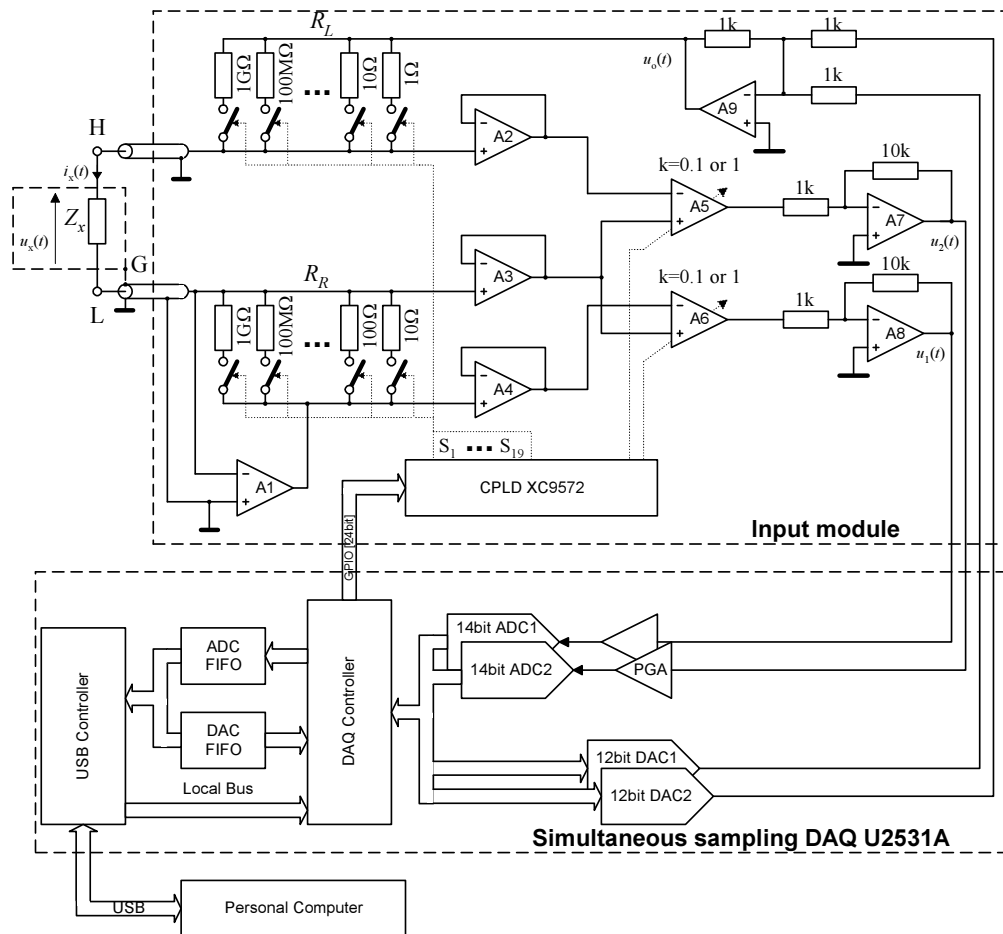 R_L
1k
1k
u_o(t)
1GΩ
100MΩ
...
10Ω
1Ω
1k
A9
−
+
H
A2
−
+
i_x(t)
k=0.1 or 1
10k
Z_x
A5
−
+
1k
A7
−
+
u_x(t)
u_2(t)
G
R_R
A3
−
+
k=0.1 or 1
10k
L
1GΩ
100MΩ
...
100Ω
10Ω
A6
−
+
1k
A8
−
+
u_1(t)
A4
−
+
S_1 ... S_19
A1
−
+
CPLD XC9572
Input module
GPIO [24bit]
14bit ADC1
ADC
FIFO
14bit ADC2
PGA
USB Controller
DAQ Controller
DAC
FIFO
12bit DAC1
Local Bus
12bit DAC2
Simultaneous sampling DAQ U2531A
USB
Personal Computer